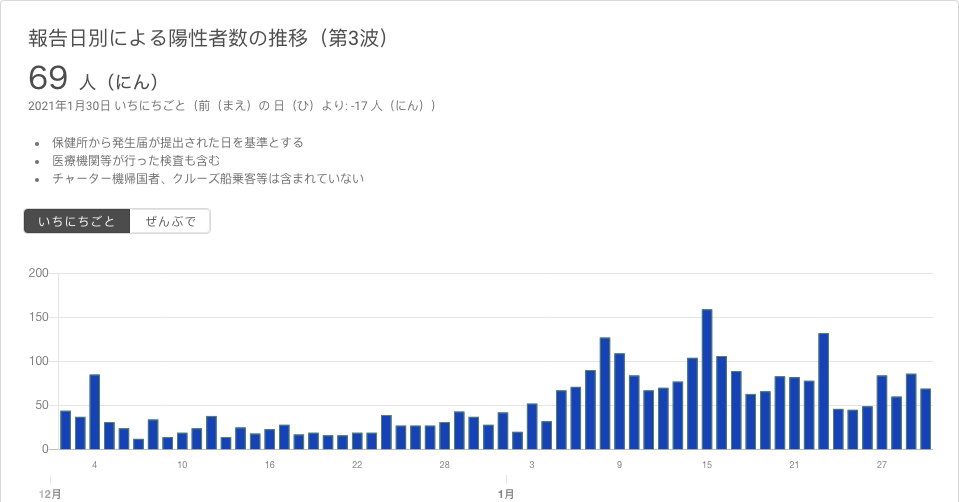 報告日別による陽性者数の推移（第3波）
69 人（にん）
2021年1月30日 いちにちごと（前（まえ）の 日（ひ）より: -17 人（にん））
保健所から発生届が提出された日を基準とする
医療機関等が行った検査も含む
チャーター機帰国者、クルーズ船乗客等は含まれていない
いちにちごと ぜんぶで
200
150
100
50
0
4 10 16 22 28 3 9 15 21 27
12月 1月